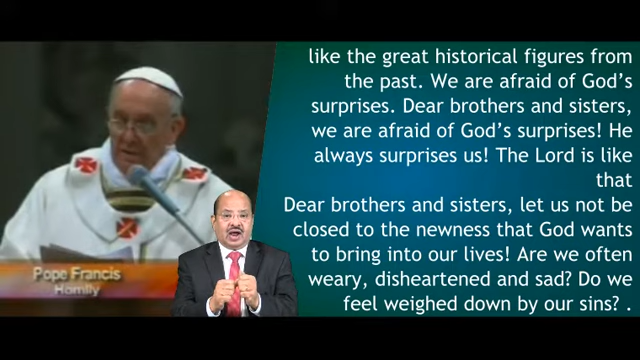 like the great historical figures from
the past. We are afraid of God's
surprises. Dear brothers and sisters,
we are afraid of God's surprises! He
always surprises us! The Lord is like
that
Dear brothers and sisters, let us not be
closed to the newness that God wants
to bring into our lives! Are we often
weary, disheartened and sad? Do we
feel weighed down by our sins? .
Pope Francis
Homily